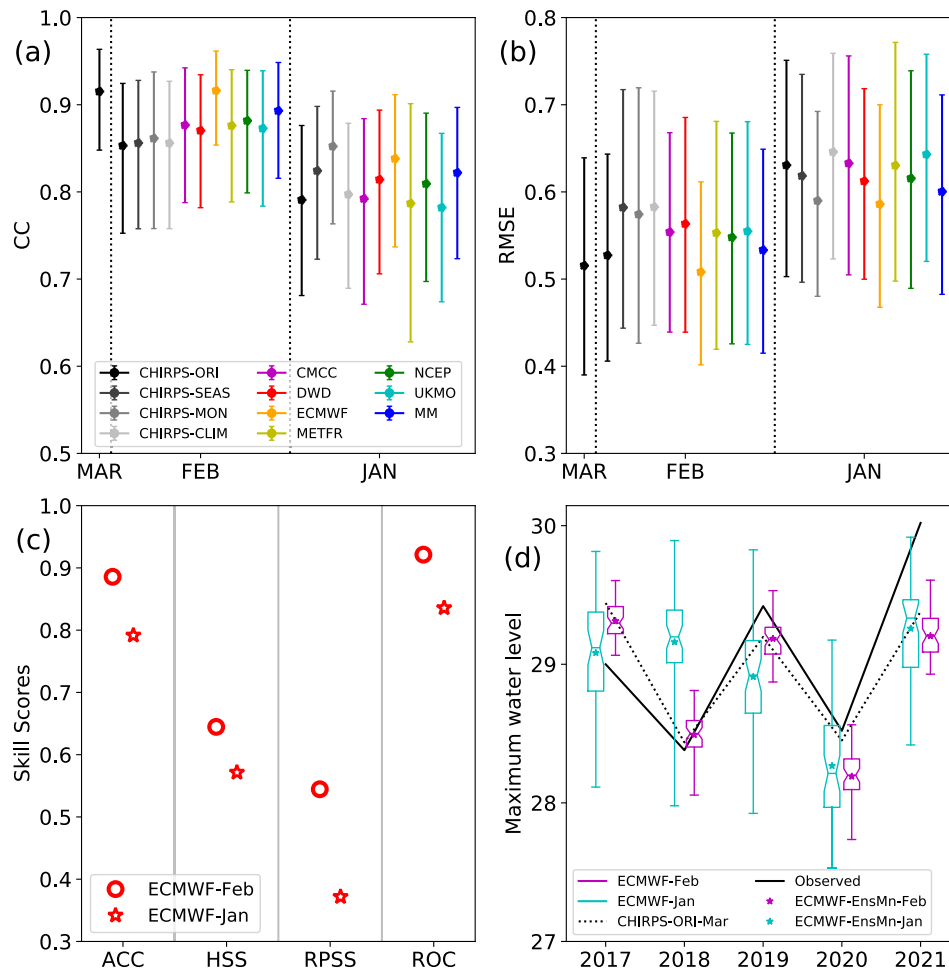 (a)
CC
1.0
0.9
0.8
0.7
0.6
0.5
CHIRPS-ORI
CHIRPS-SEAS
CHIRPS-MON
CHIRPS-CLIM
CMCC
DWD
ECMWF
METFR
NCEP
UKMO
MM
MAR FEB JAN
(b)
RMSE
0.8
0.7
0.6
0.5
0.4
0.3
MAR FEB JAN
(c)
Skill Scores
1.0
0.9
0.8
0.7
0.6
0.5
0.4
0.3
ECMWF-Feb
ECMWF-Jan
ACC HSS RPSS ROC
(d)
Maximum water level
30
29
28
27
ECMWF-Feb
ECMWF-Jan
CHIRPS-ORI-Mar
Observed
ECMWF-EnsMn-Feb
ECMWF-EnsMn-Jan
2017 2018 2019 2020 2021